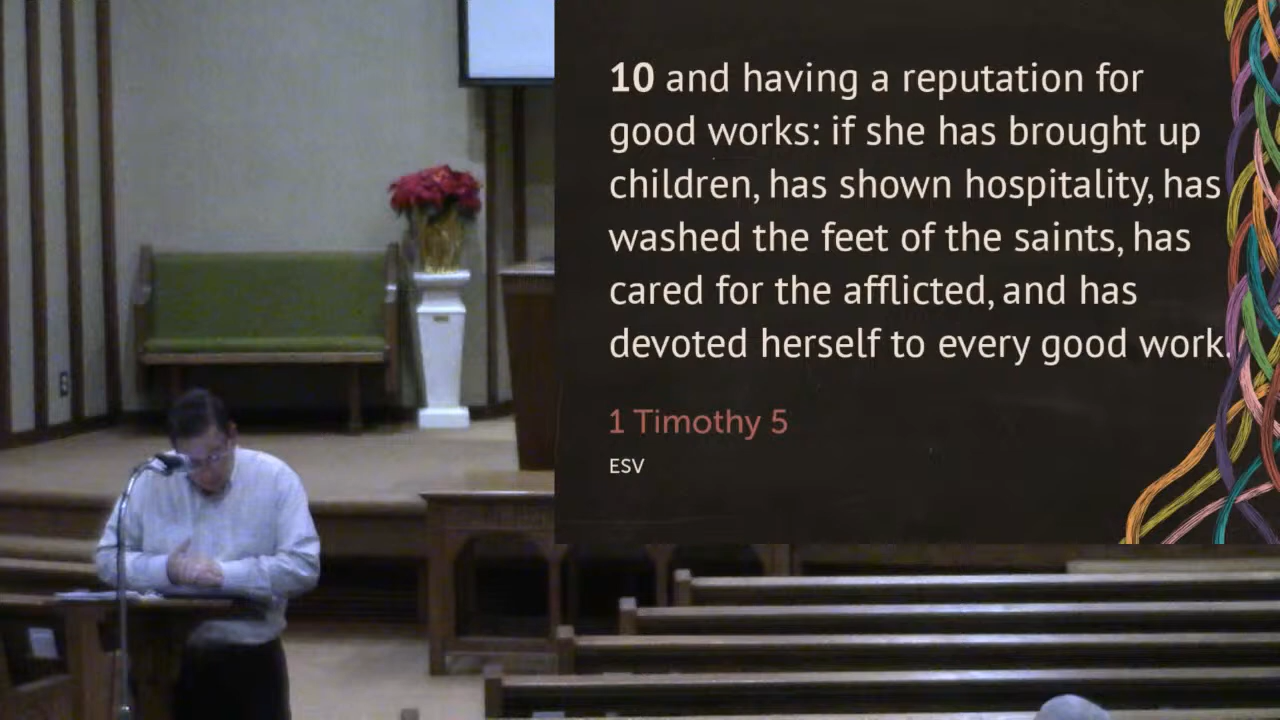 10 and having a reputation for
good works: if she has brought up
children, has shown hospitality, has
washed the feet of the saints, has
cared for the afflicted, and has
devoted herself to every good work.
1 Timothy 5
ESV